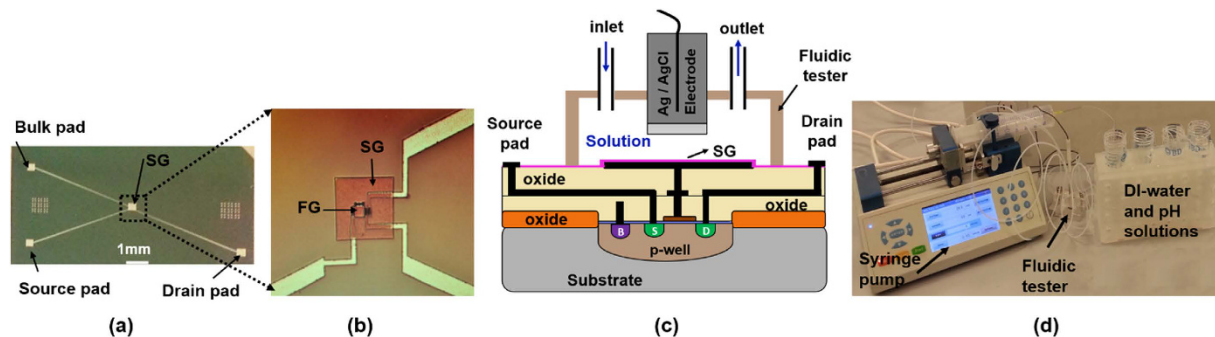 Bulk pad
SG
1mm
Source pad
Drain pad
(a)
SG
FG
(b)
inlet
outlet
Ag / AgCl
Electrode
Fluidic
tester
Source
pad
Solution
Drain
pad
SG
oxide
oxide
oxide
oxide
B
S
D
p-well
Substrate
(c)
DI-water
and pH
solutions
Syringe
pump
Fluidic
tester
(d)